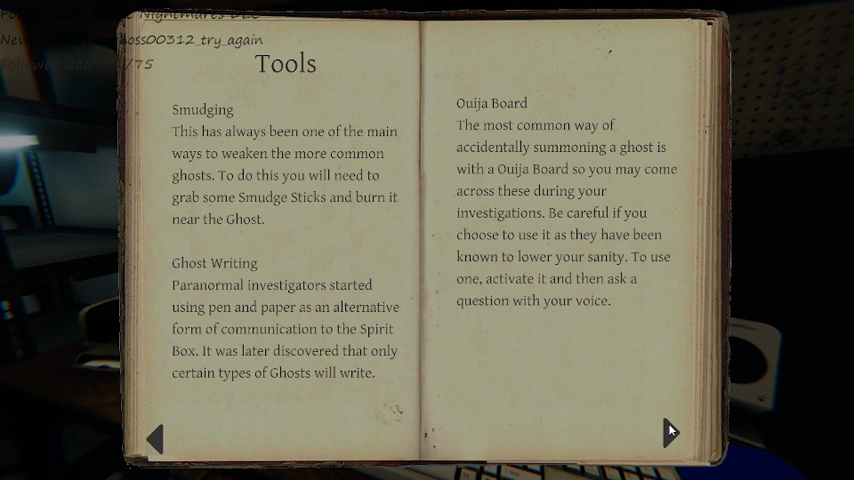 Nightmares DLC
boss00312_try_again
Follower Goal: /75
Tools
Smudging
This has always been one of the main
ways to weaken the more common
ghosts. To do this you will need to
grab some Smudge Sticks and burn it
near the Ghost.
Ghost Writing
Paranormal investigators started
using pen and paper as an alternative
form of communication to the Spirit
Box. It was later discovered that only
certain types of Ghosts will write.
Ouija Board
The most common way of
accidentally summoning a ghost is
with a Ouija Board so you may come
across these during your
investigations. Be careful if you
choose to use it as they have been
known to lower your sanity. To use
one, activate it and then ask a
question with your voice.